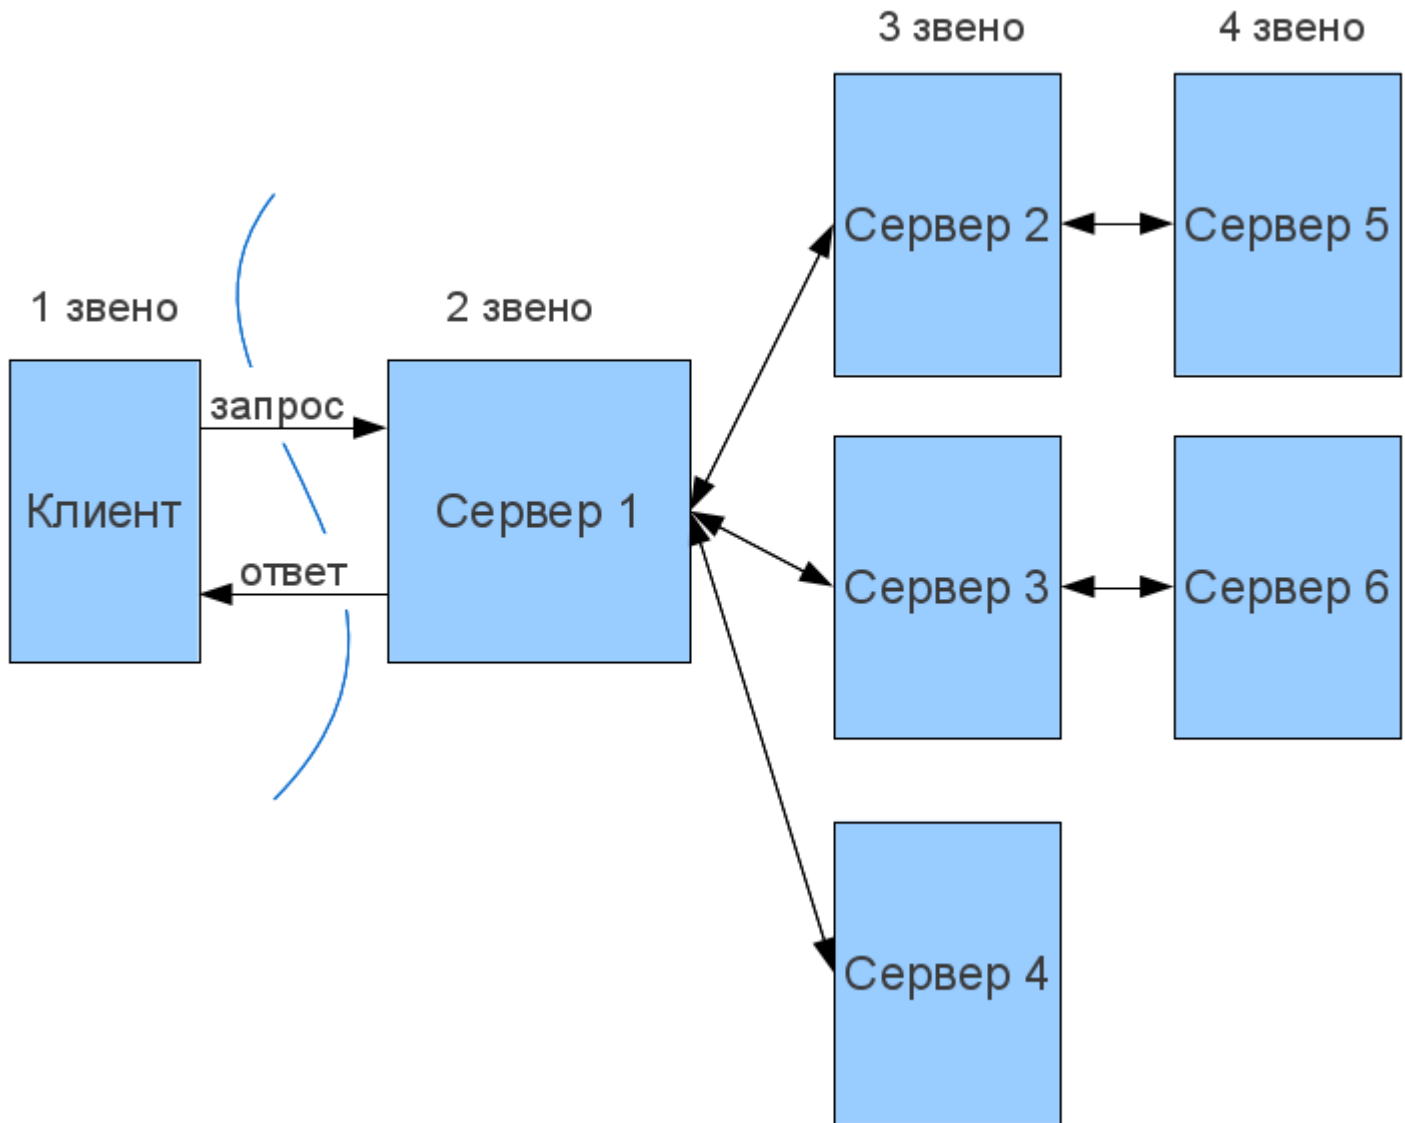 3 звено
4 звено
Сервер 2
Сервер 5
1 звено
2 звено
запрос
Клиент
Сервер 1
ответ
Сервер 3
Сервер 6
Сервер 4